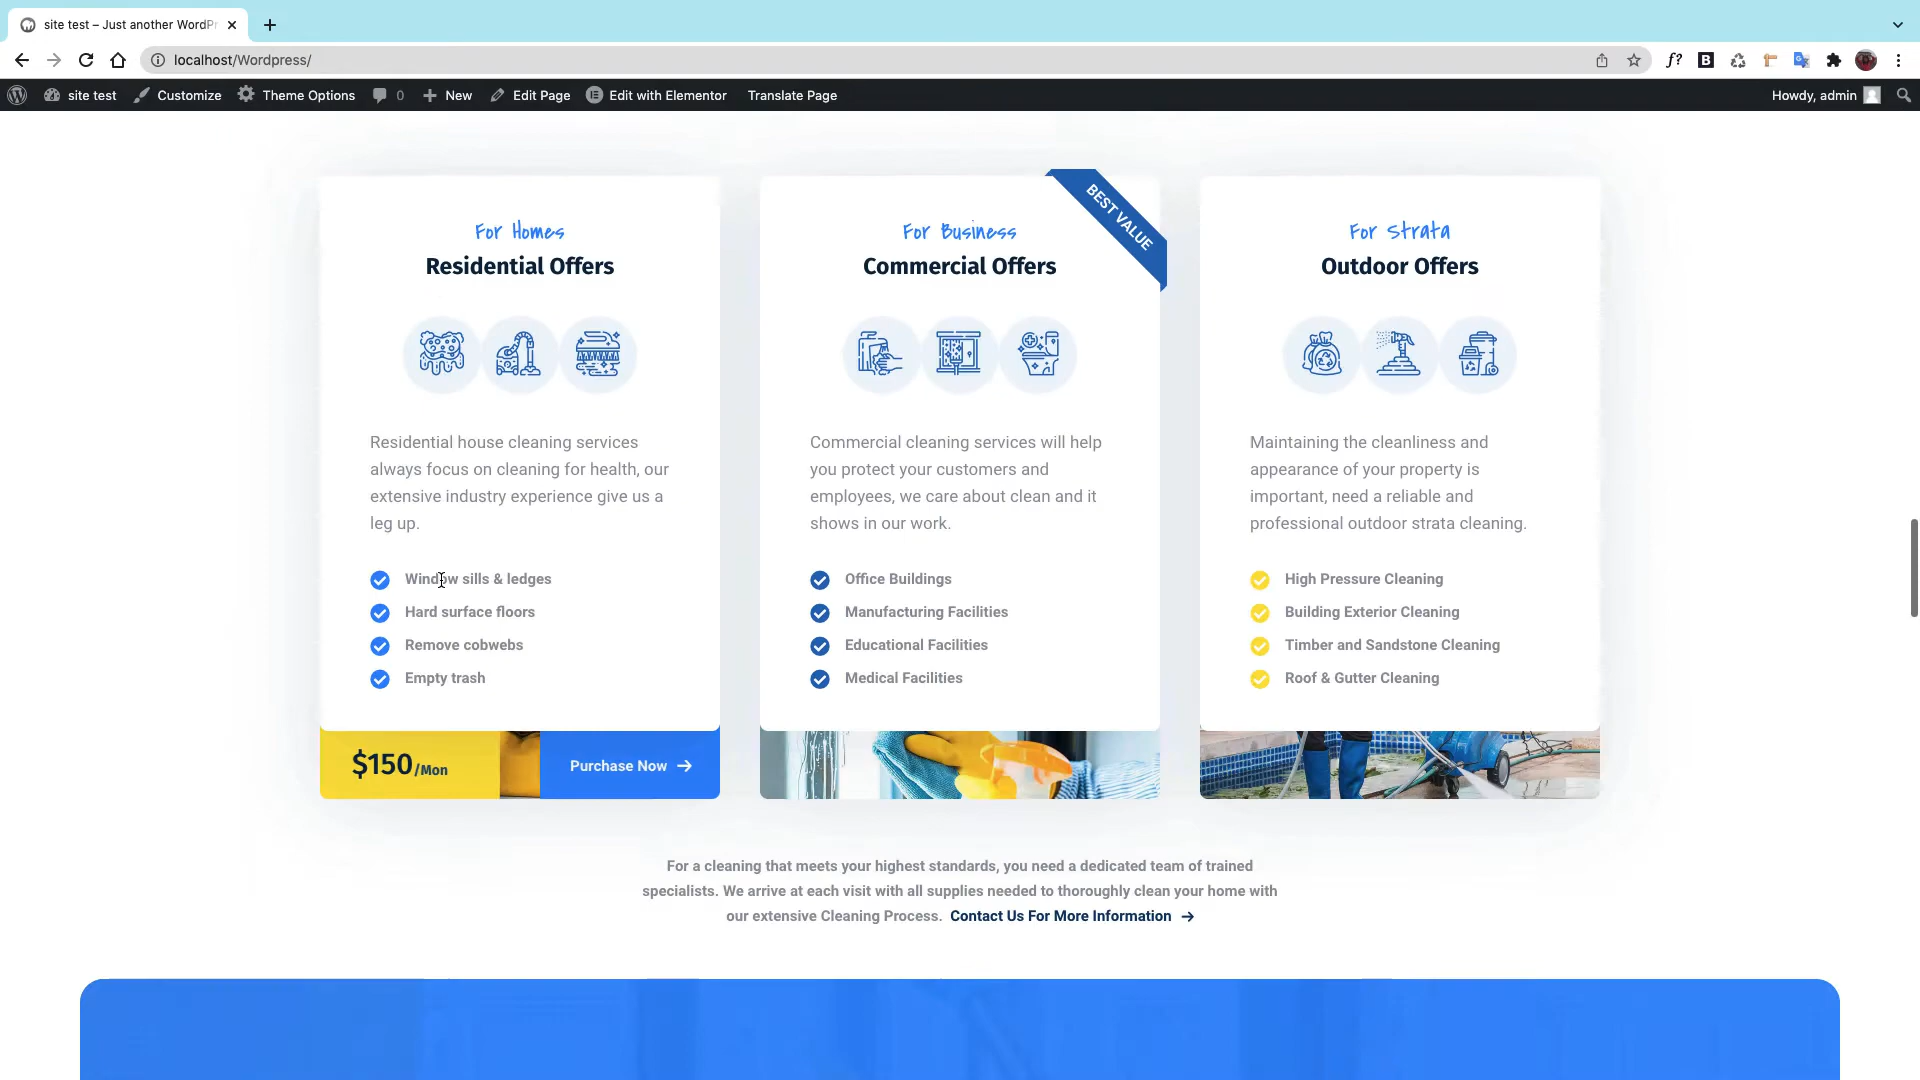 site test – Just another WordPr
localhost/Wordpress/
f?
B
site test
Customize
Theme Options
0
New
Edit Page
Edit with Elementor
Translate Page
Howdy, admin
For Homes
Residential Offers
Residential house cleaning services
always focus on cleaning for health, our
extensive industry experience give us a
leg up.
Window sills & ledges
Hard surface floors
Remove cobwebs
Empty trash
$150/Mon
Purchase Now
BEST VALUE
For Business
Commercial Offers
Commercial cleaning services will help
you protect your customers and
employees, we care about clean and it
shows in our work.
Office Buildings
Manufacturing Facilities
Educational Facilities
Medical Facilities
For Strata
Outdoor Offers
Maintaining the cleanliness and
appearance of your property is
important, need a reliable and
professional outdoor strata cleaning.
High Pressure Cleaning
Building Exterior Cleaning
Timber and Sandstone Cleaning
Roof & Gutter Cleaning
For a cleaning that meets your highest standards, you need a dedicated team of trained
specialists. We arrive at each visit with all supplies needed to thoroughly clean your home with
our extensive Cleaning Process. Contact Us For More Information